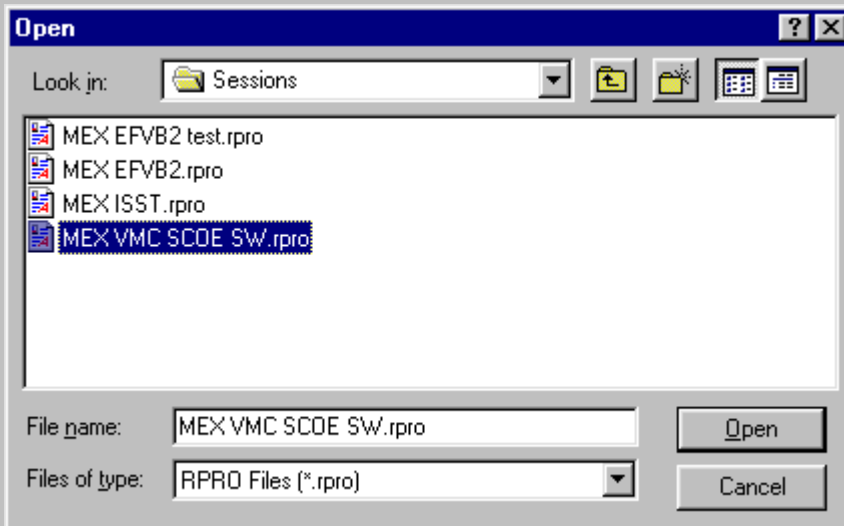 Open
Look in: Sessions
MEX EFVB2 test.rpro
MEX EFVB2.rpro
MEX ISST.rpro
MEX VMC SCOE SW.rpro
File name: MEX VMC SCOE SW.rpro Open
Files of type: RPRO Files (*.rpro) Cancel